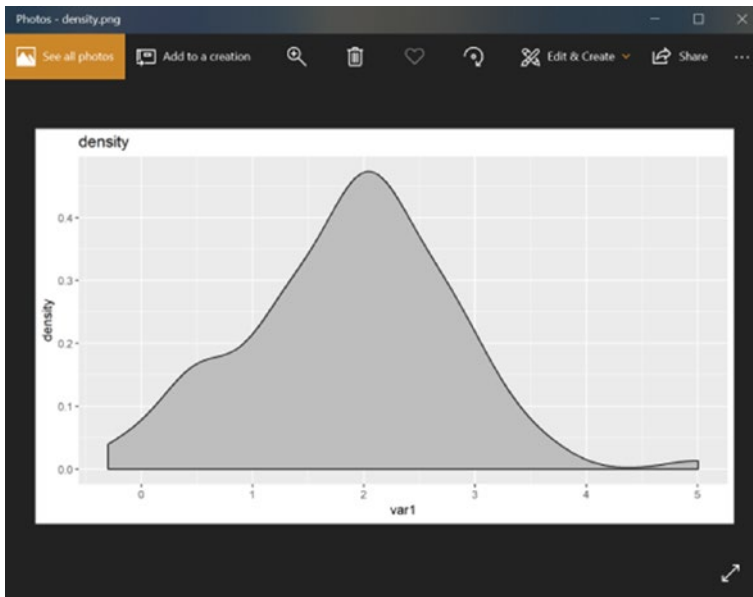 Photos - density.png
See all photos Add to a creation Edit & Create Share
density
0.4
0.3
0.2
0.1
0.0
density
0 1 2 3 4 5
var1